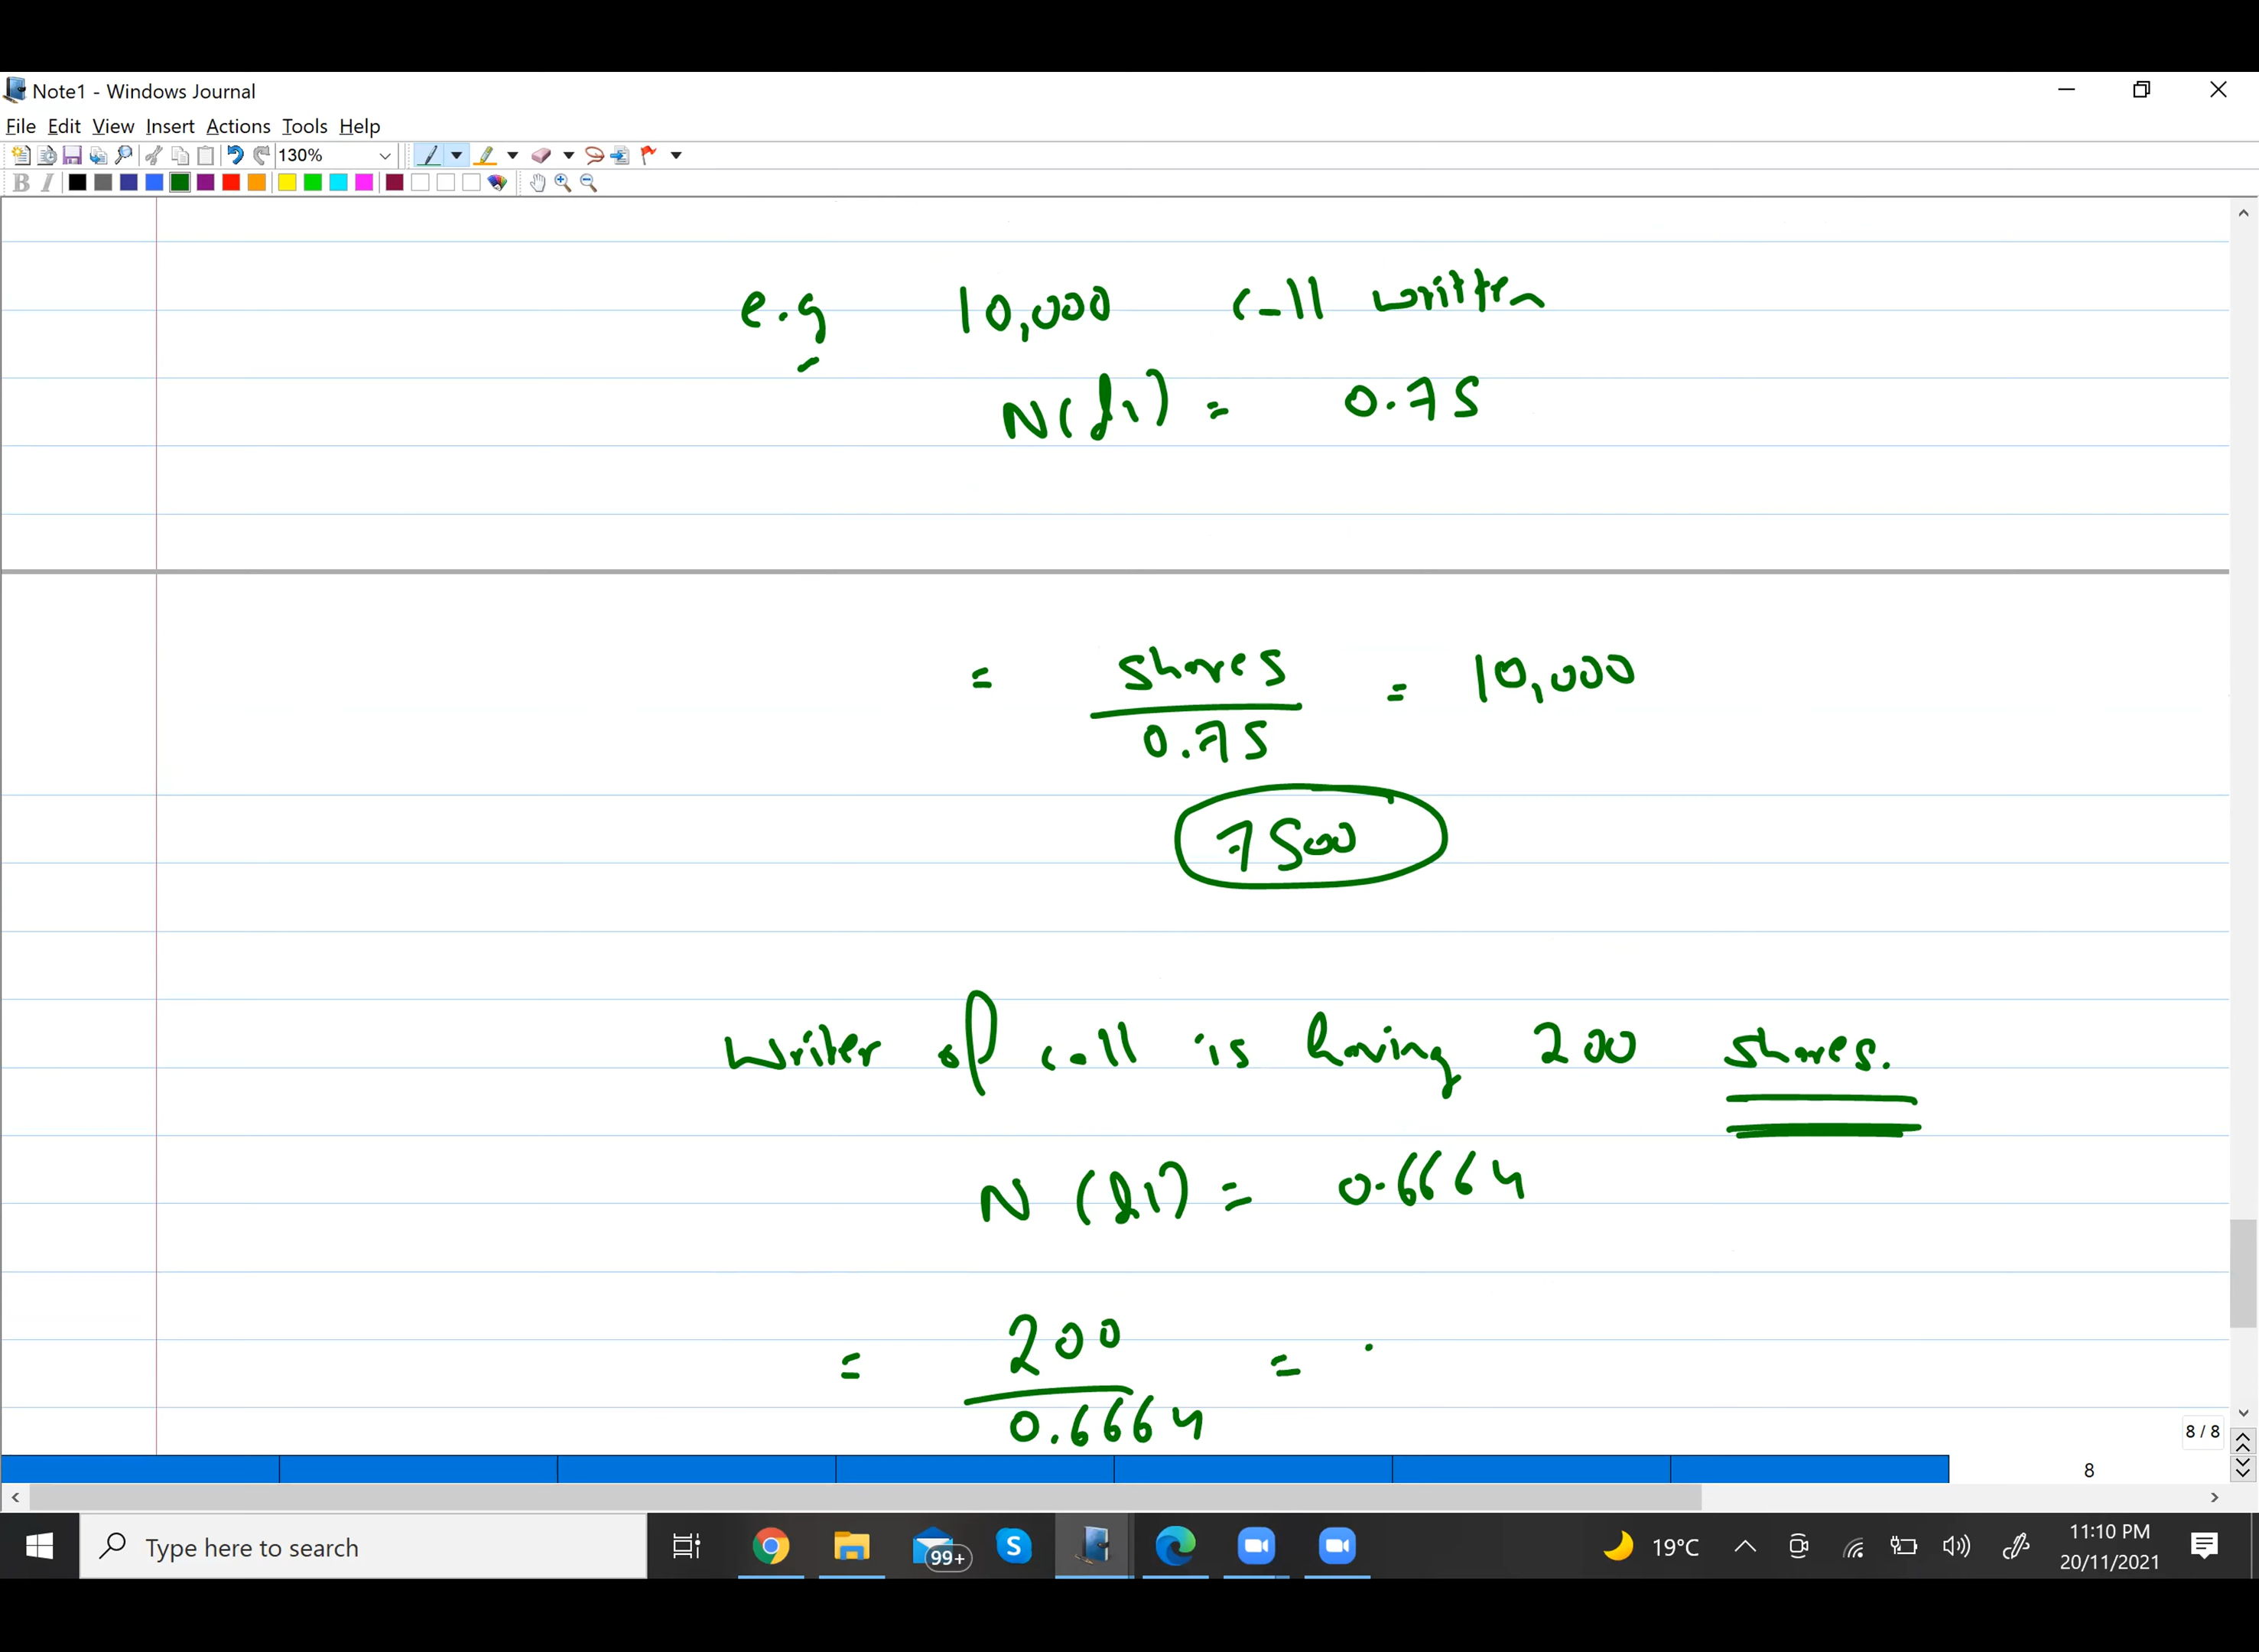 Note1 - Windows Journal
File Edit View Insert Actions Tools Help
130%
B I
e.g 10,000 call written
N(d1) = 0.75
= shares = 10,000
0.75
7500
Writer of call is having 200 shares.
N (d1) = 0.6664
= 200 =
0.6664
8 / 8
8
Type here to search
99+
S
19°C
11:10 PM
20/11/2021